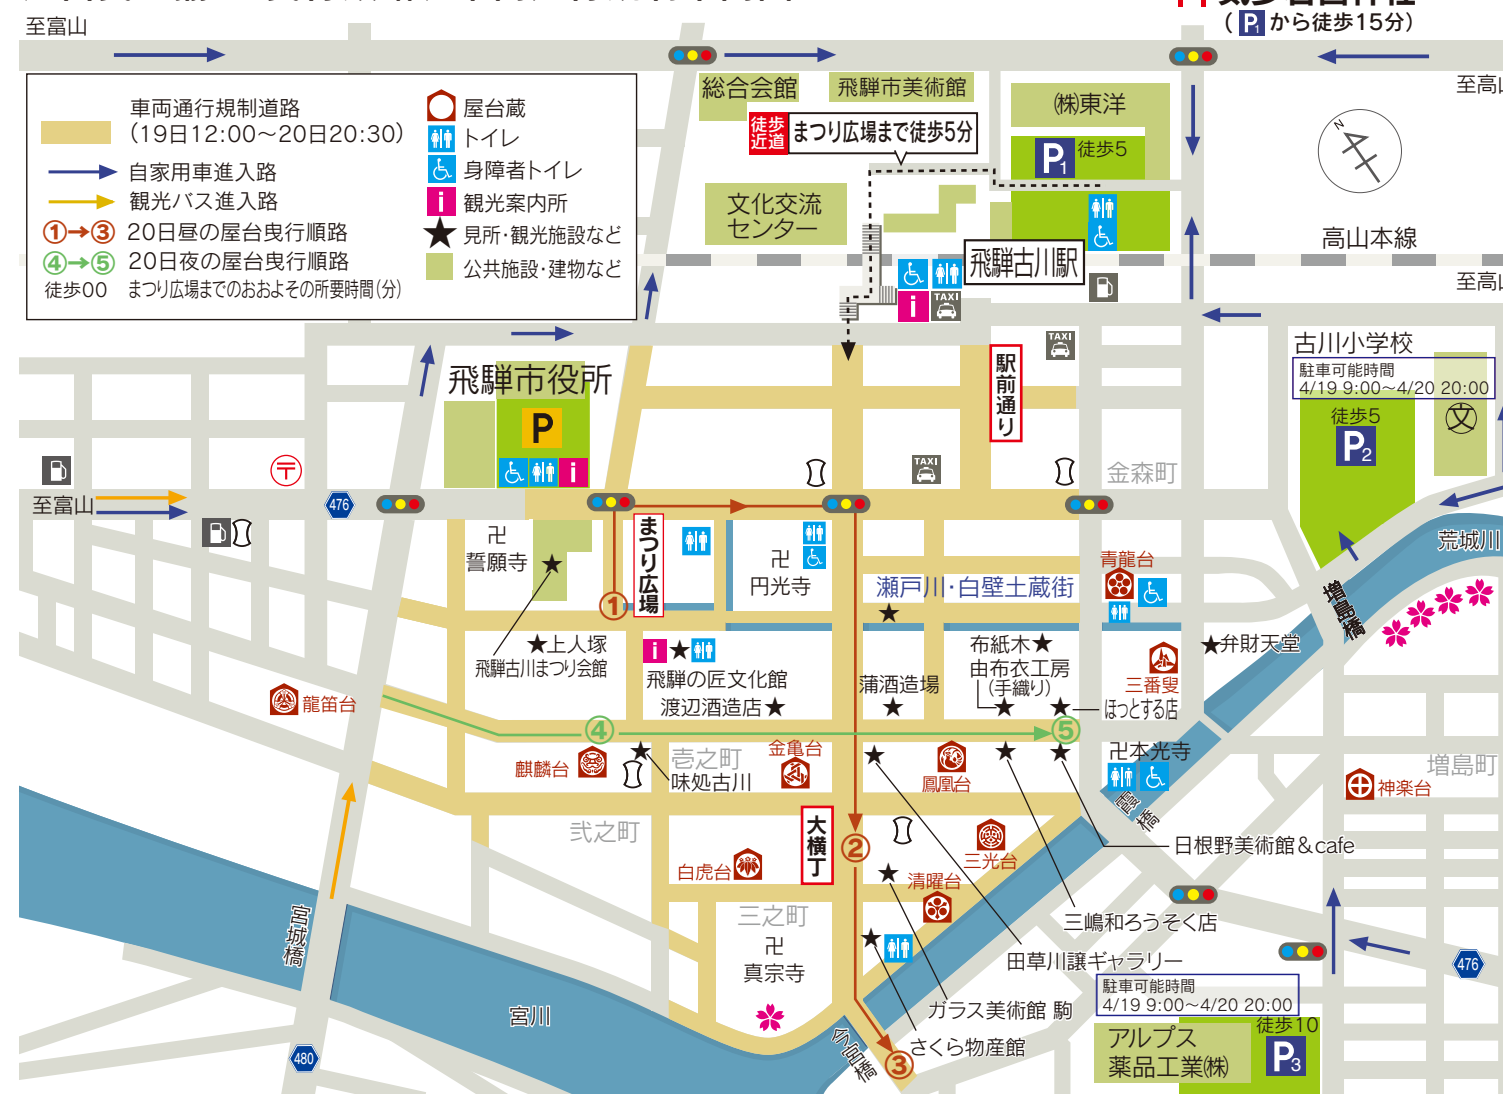 至富山
(P1から徒歩15分)
車両通行規制道路
(19日12:00～20日20:30)
自家用車進入路
観光バス進入路
①→③ 20日昼の屋台曳行順路
④→⑤ 20日夜の屋台曳行順路
徒歩00 まつり広場までのおおよその所要時間(分)
屋台蔵
トイレ
身障者トイレ
i 観光案内所
★ 見所・観光施設など
公共施設・建物など
総合会館
飛騨市美術館
㈱東洋
至高山
徒歩近道
まつり広場まで徒歩5分
P1 徒歩5
N
文化交流
センター
飛騨古川駅
高山本線
至高山
i TAXI
TAXI
古川小学校
駐車可能時間
4/19 9:00～4/20 20:00
徒歩5
P2
文
飛騨市役所
P
i
駅前通り
TAXI
金森町
〒
至富山
476
卍
誓願寺
まつり広場
①
卍
円光寺
瀬戸川・白壁土蔵街
青龍台
荒城川
増島橋
★上人塚
飛騨古川まつり会館
i ★
飛騨の匠文化館
渡辺酒造店★
蒲酒造場
布紙木★
由布衣工房
(手織り)
三番叟
★弁財天堂
ほっとする店
龍笛台
④
⑤
麒麟台
壱之町
味処古川
金亀台
鳳凰台
卍本光寺
霞橋
増島町
神楽台
弐之町
大横丁
②
三光台
日根野美術館&cafe
白虎台
清曜台
三之町
卍
真宗寺
三嶋和ろうそく店
田草川譲ギャラリー
ガラス美術館 駒
さくら物産館
宮城橋
宮川
今宮橋
③
480
476
駐車可能時間
4/19 9:00～4/20 20:00
アルプス
薬品工業㈱
徒歩10
P3